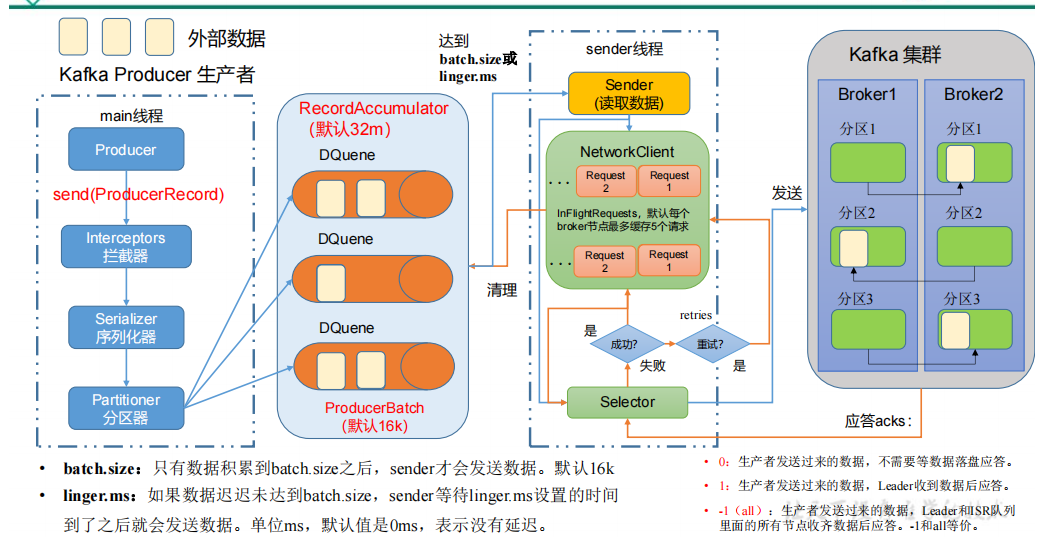 外部数据
Kafka Producer 生产者
main线程
Producer
send(ProducerRecord)
Interceptors
拦截器
Serializer
序列化器
Partitioner
分区器
RecordAccumulator
(默认32m)
DQuene
DQuene
DQuene
ProducerBatch
(默认16k)
达到
batch.size或
linger.ms
清理
sender线程
Sender
(读取数据)
NetworkClient
... Request 2 Request 1
InFlightRequests，默认每个
broker节点最多缓存5个请求
... Request 2 Request 1
是
成功?
retries
重试?
失败
是
Selector
发送
Kafka 集群
Broker1
Broker2
分区1
分区1
分区2
分区2
分区3
分区3
应答acks：
• batch.size：只有数据积累到batch.size之后，sender才会发送数据。默认16k
• linger.ms：如果数据迟迟未达到batch.size，sender等待linger.ms设置的时间
到了之后就会发送数据。单位ms，默认值是0ms，表示没有延迟。
• 0：生产者发送过来的数据，不需要等数据落盘应答。
• 1：生产者发送过来的数据，Leader收到数据后应答。
• -1（all）：生产者发送过来的数据，Leader和ISR队列
里面的所有节点收齐数据后应答。-1和all等价。